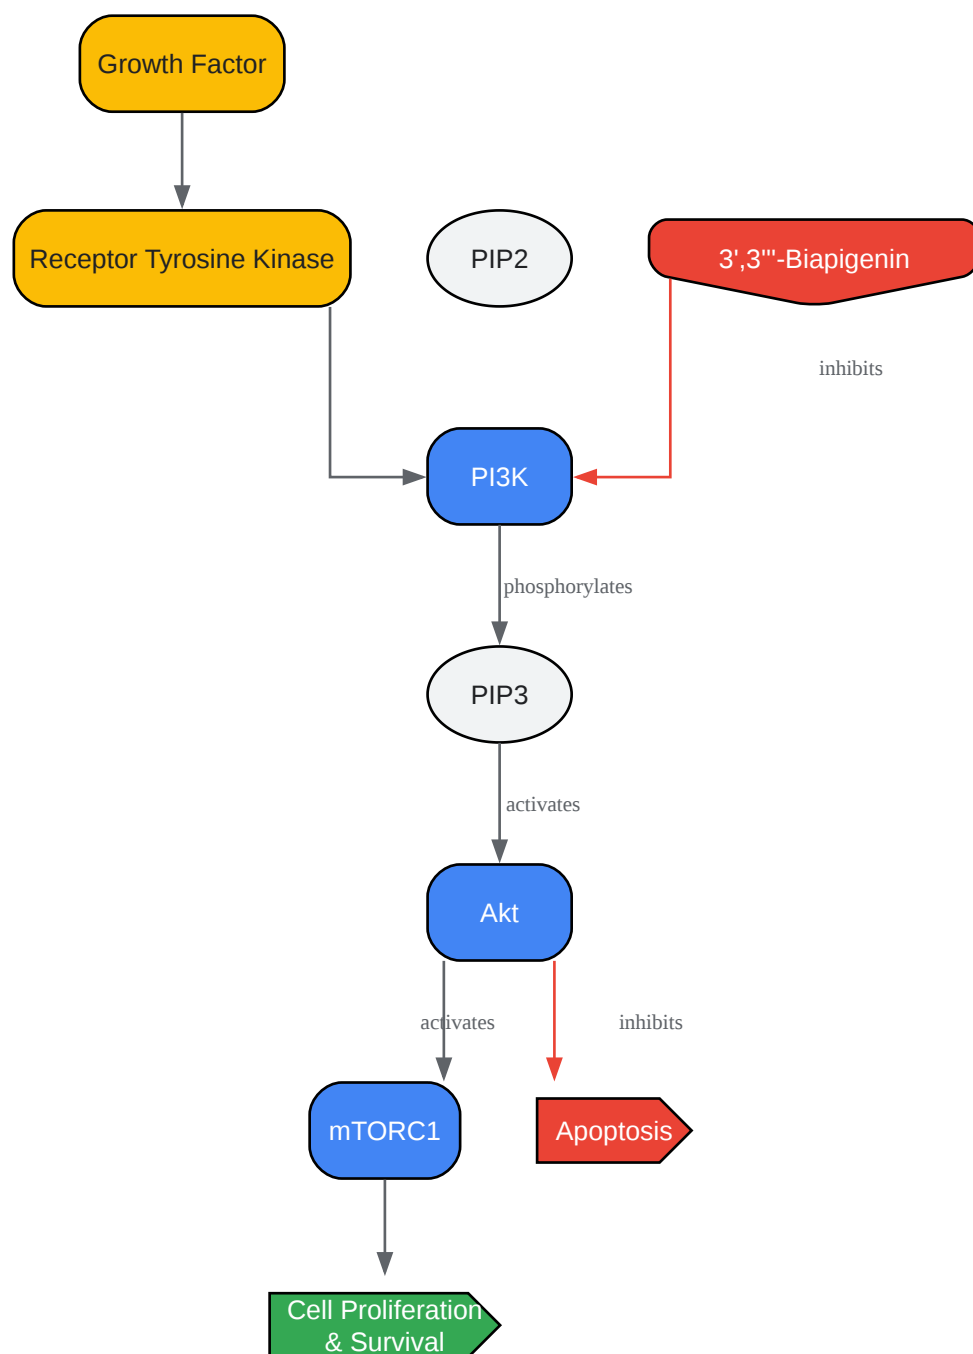 Growth Factor
Receptor Tyrosine Kinase
PIP2
3',3'''-Biapigenin
inhibits
PI3K
phosphorylates
PIP3
activates
Akt
activates
inhibits
mTORC1
Apoptosis
Cell Proliferation
& Survival